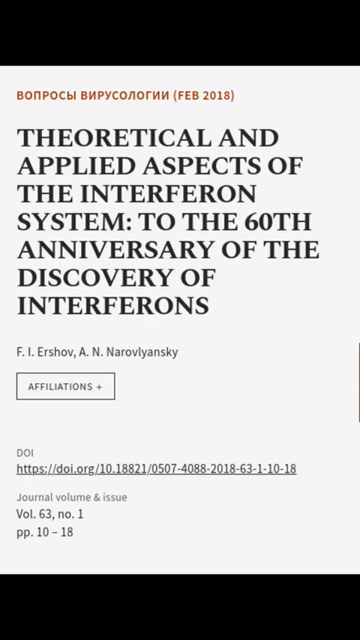 ВОПРОСЫ ВИРУСОЛОГИИ (FEB 2018)
THEORETICAL AND
APPLIED ASPECTS OF
THE INTERFERON
SYSTEM: TO THE 60TH
ANNIVERSARY OF THE
DISCOVERY OF
INTERFERONS
F. I. Ershov, A. N. Narovlyansky
AFFILIATIONS +
DOI
https://doi.org/10.18821/0507-4088-2018-63-1-10-18
Journal volume & issue
Vol. 63, no. 1
pp. 10 – 18